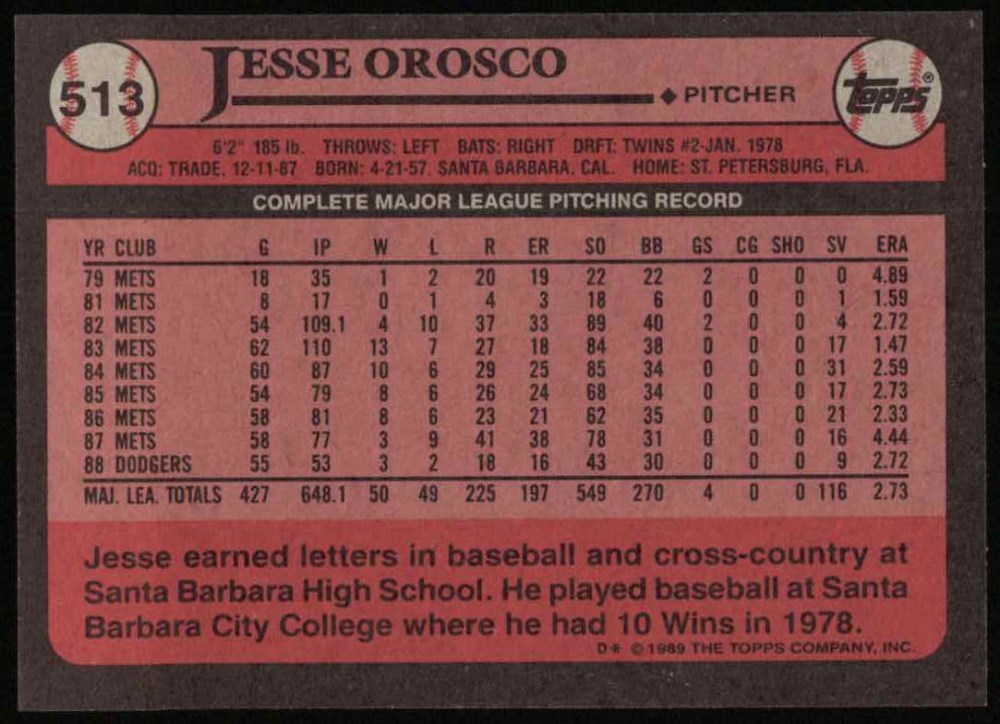 513
JESSE OROSCO
◆ PITCHER
Topps®
6'2" 185 lb. THROWS: LEFT BATS: RIGHT DRFT: TWINS #2-JAN. 1978
ACQ: TRADE, 12-11-87 BORN: 4-21-57, SANTA BARBARA, CAL. HOME: ST. PETERSBURG, FLA.
COMPLETE MAJOR LEAGUE PITCHING RECORD
YR CLUB G IP W L R ER SO BB GS CG SHO SV ERA
79 METS 18 35 1 2 20 19 22 22 2 0 0 0 4.89
81 METS 8 17 0 1 4 3 18 6 0 0 0 1 1.59
82 METS 54 109.1 4 10 37 33 89 40 2 0 0 4 2.72
83 METS 62 110 13 7 27 18 84 38 0 0 0 17 1.47
84 METS 60 87 10 6 29 25 85 34 0 0 0 31 2.59
85 METS 54 79 8 6 26 24 68 34 0 0 0 17 2.73
86 METS 58 81 8 6 23 21 62 35 0 0 0 21 2.33
87 METS 58 77 3 9 41 38 78 31 0 0 0 16 4.44
88 DODGERS 55 53 3 2 18 16 43 30 0 0 0 9 2.72
MAJ. LEA. TOTALS 427 648.1 50 49 225 197 549 270 4 0 0 116 2.73
Jesse earned letters in baseball and cross-country at
Santa Barbara High School. He played baseball at Santa
Barbara City College where he had 10 Wins in 1978.
D* © 1989 THE TOPPS COMPANY, INC.